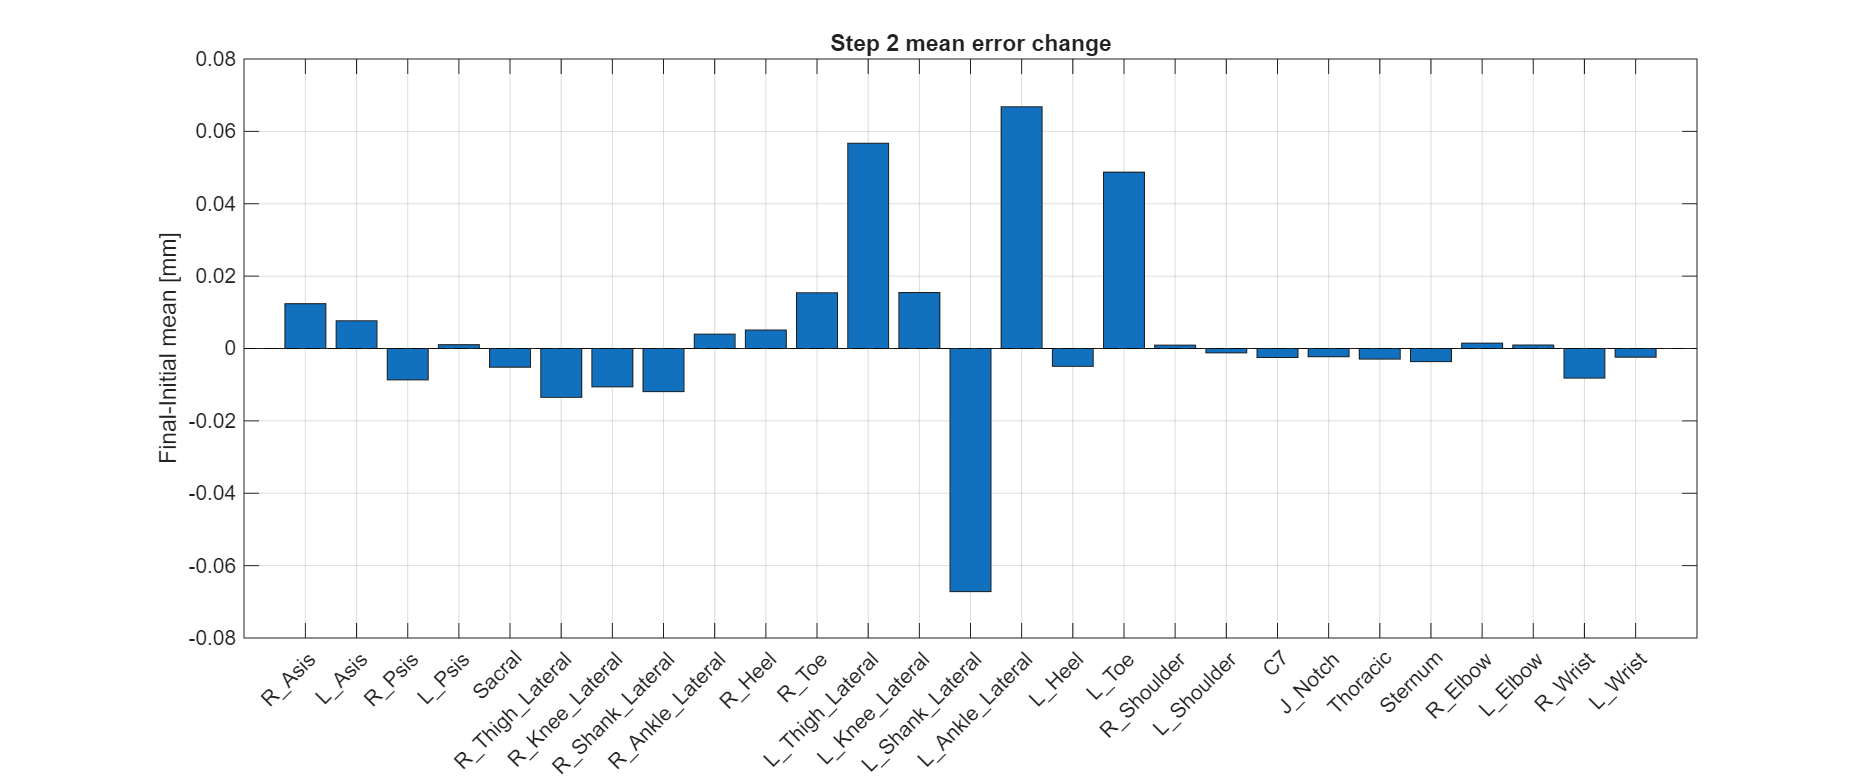 Step 2 mean error change
Final-Initial mean [mm]
0.08
0.06
0.04
0.02
0
-0.02
-0.04
-0.06
-0.08
R_Asis
L_Asis
R_Psis
L_Psis
Sacral
R_Thigh_Lateral
R_Knee_Lateral
R_Shank_Lateral
R_Ankle_Lateral
R_Heel
R_Toe
L_Thigh_Lateral
L_Knee_Lateral
L_Shank_Lateral
L_Ankle_Lateral
L_Heel
L_Toe
R_Shoulder
L_Shoulder
C7
J_Notch
Thoracic
Sternum
R_Elbow
L_Elbow
R_Wrist
L_Wrist